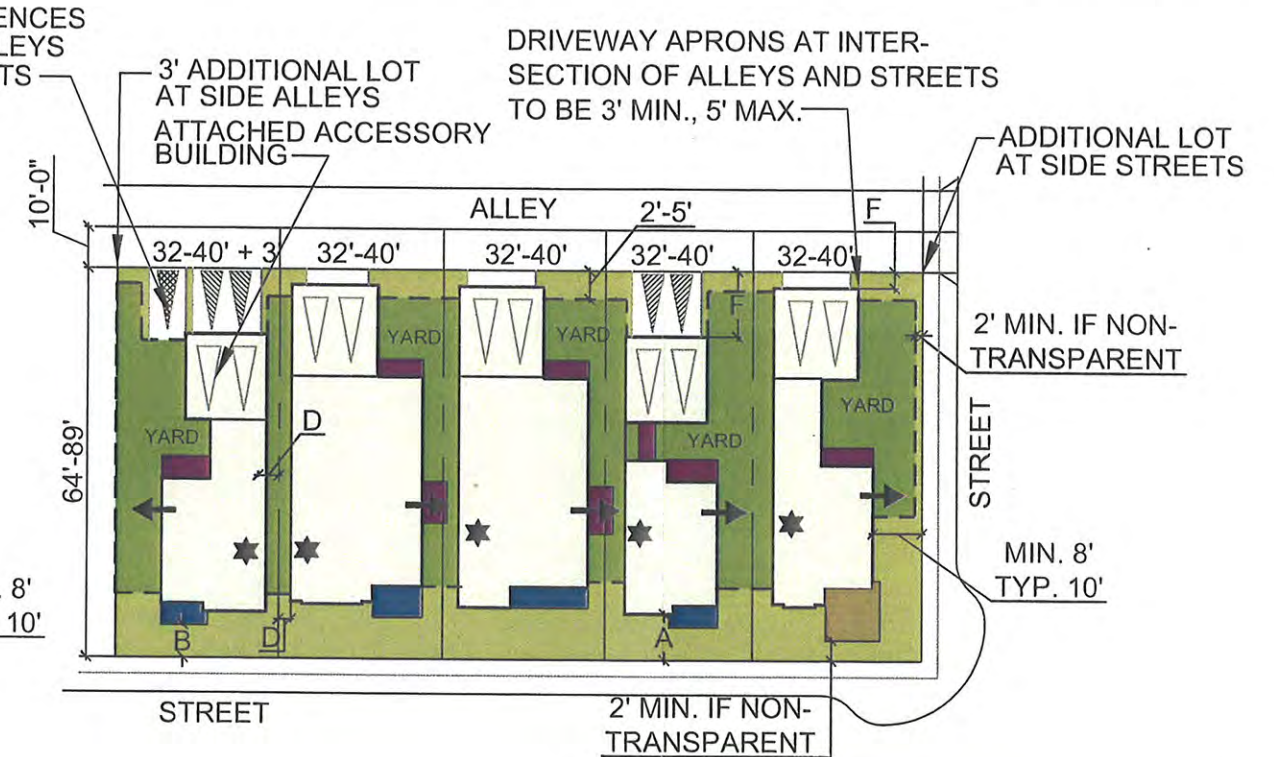 ENCES
LEYS
TS
3' ADDITIONAL LOT
AT SIDE ALLEYS
ATTACHED ACCESSORY
BUILDING
DRIVEWAY APRONS AT INTER-
SECTION OF ALLEYS AND STREETS
TO BE 3' MIN., 5' MAX.
ADDITIONAL LOT
AT SIDE STREETS
10'-0"
ALLEY
2'-5'
F
32-40' + 3
32'-40'
32'-40'
32'-40'
32-40'
F
YARD
YARD
2' MIN. IF NON-
TRANSPARENT
YARD
YARD
YARD
D
64'-89'
STREET
MIN. 8'
TYP. 10'
8'
10'
B
D
A
STREET
2' MIN. IF NON-
TRANSPARENT